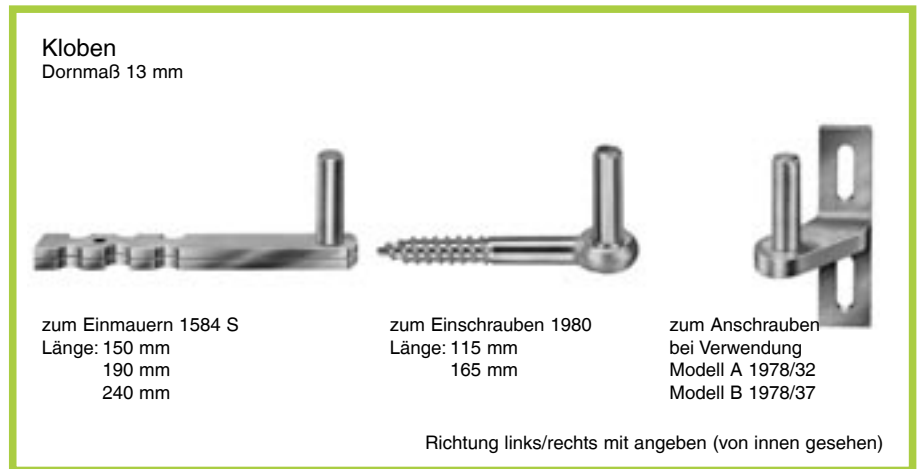 Kloben
Dornmaß 13 mm
zum Einmauern 1584 S
Länge: 150 mm
190 mm
240 mm
zum Einschrauben 1980
Länge: 115 mm
165 mm
zum Anschrauben
bei Verwendung
Modell A 1978/32
Modell B 1978/37
Richtung links/rechts mit angeben (von innen gesehen)